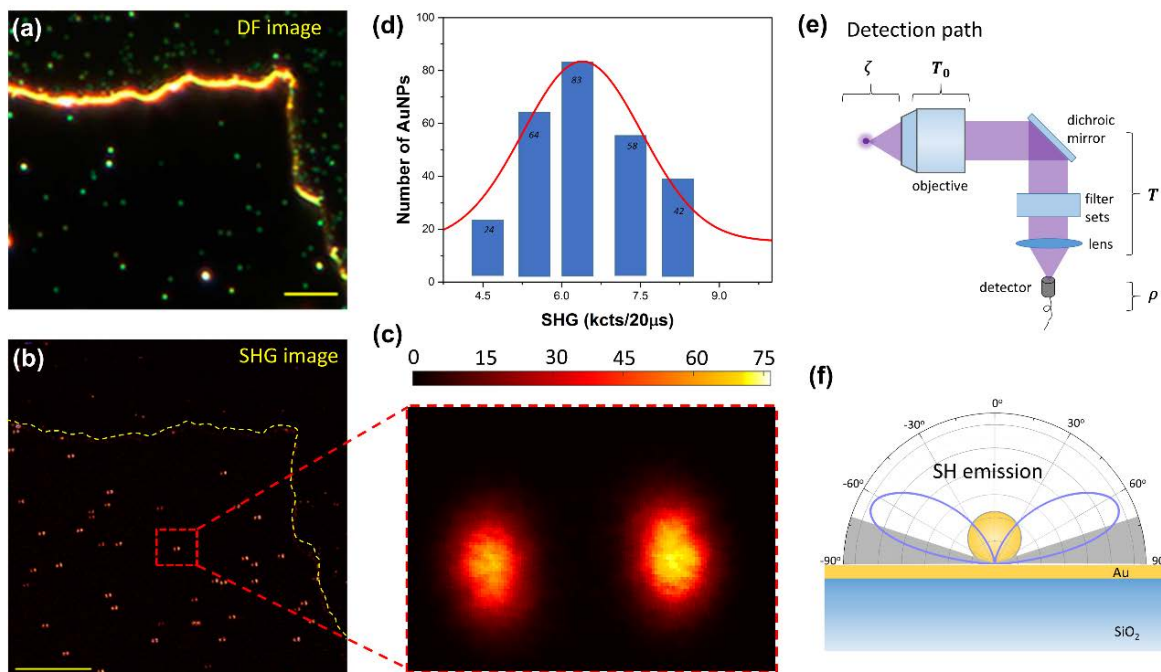 (a)
DF image
(b)
SHG image
(c)
0 15 30 45 60 75
(d)
Number of AuNPs
100
80
60
40
20
0
24
64
83
58
42
4.5 6.0 7.5 9.0
SHG (kcts/20μs)
(e) Detection path
ζ T₀
dichroic
mirror
objective
filter
sets
T
lens
detector
ρ
(f)
0°
-30° 30°
SH emission
-60° 60°
-90° 90
Au
SiO₂